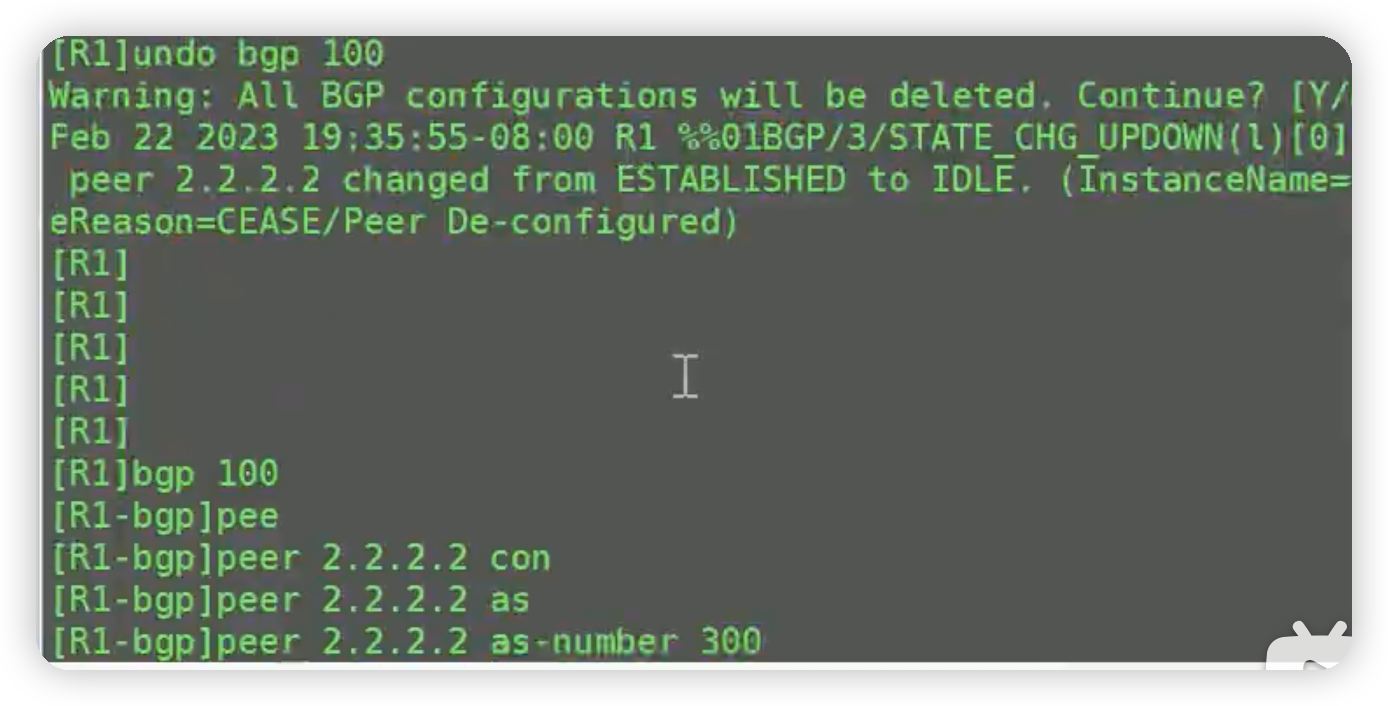 [R1]undo bgp 100
Warning: All BGP configurations will be deleted. Continue? [Y/
Feb 22 2023 19:35:55-08:00 R1 %%01BGP/3/STATE_CHG_UPDOWN(l)[0]
peer 2.2.2.2 changed from ESTABLISHED to IDLE. (InstanceName=
eReason=CEASE/Peer De-configured)
[R1]
[R1]
[R1]
[R1]
[R1]
[R1]bgp 100
[R1-bgp]pee
[R1-bgp]peer 2.2.2.2 con
[R1-bgp]peer 2.2.2.2 as
[R1-bgp]peer 2.2.2.2 as-number 300